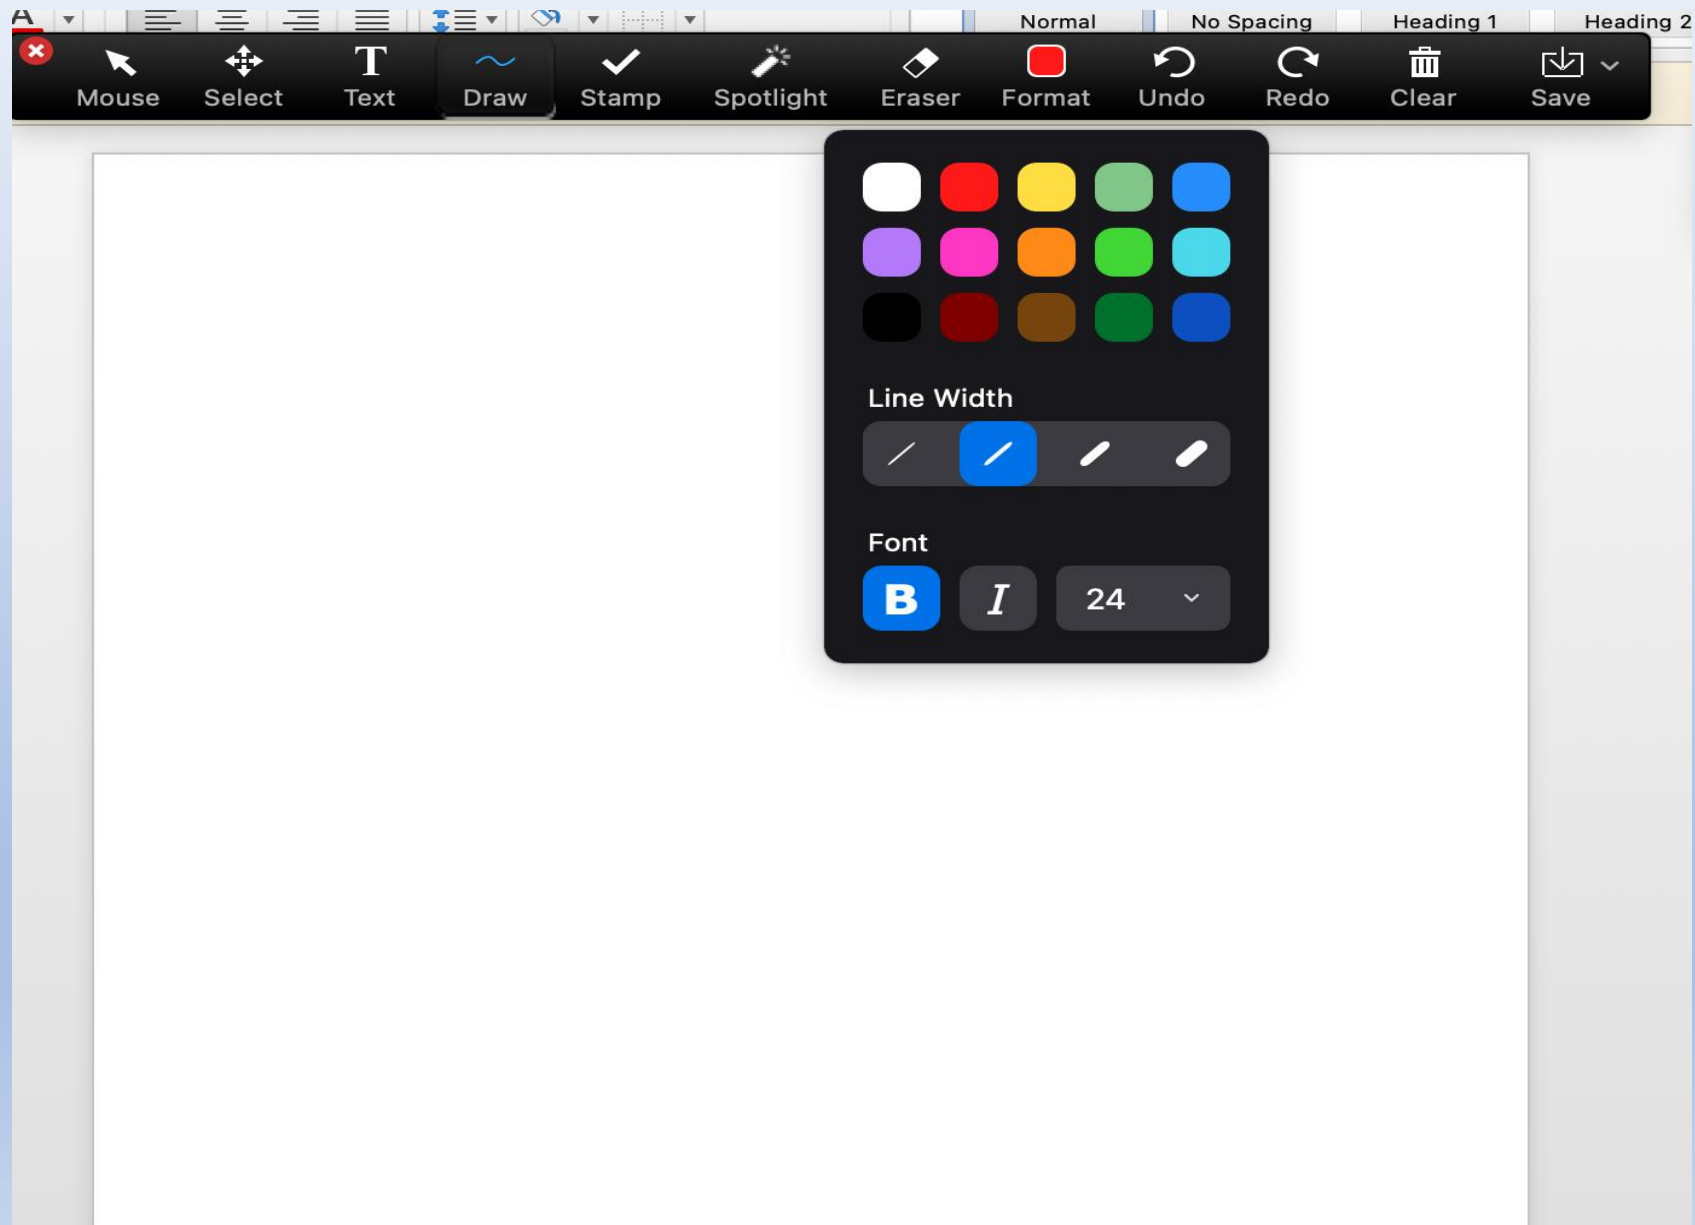 A Normal No Spacing Heading 1 Heading 2
Mouse Select Text Draw Stamp Spotlight Eraser Format Undo Redo Clear Save
Line Width
Font
B I 24